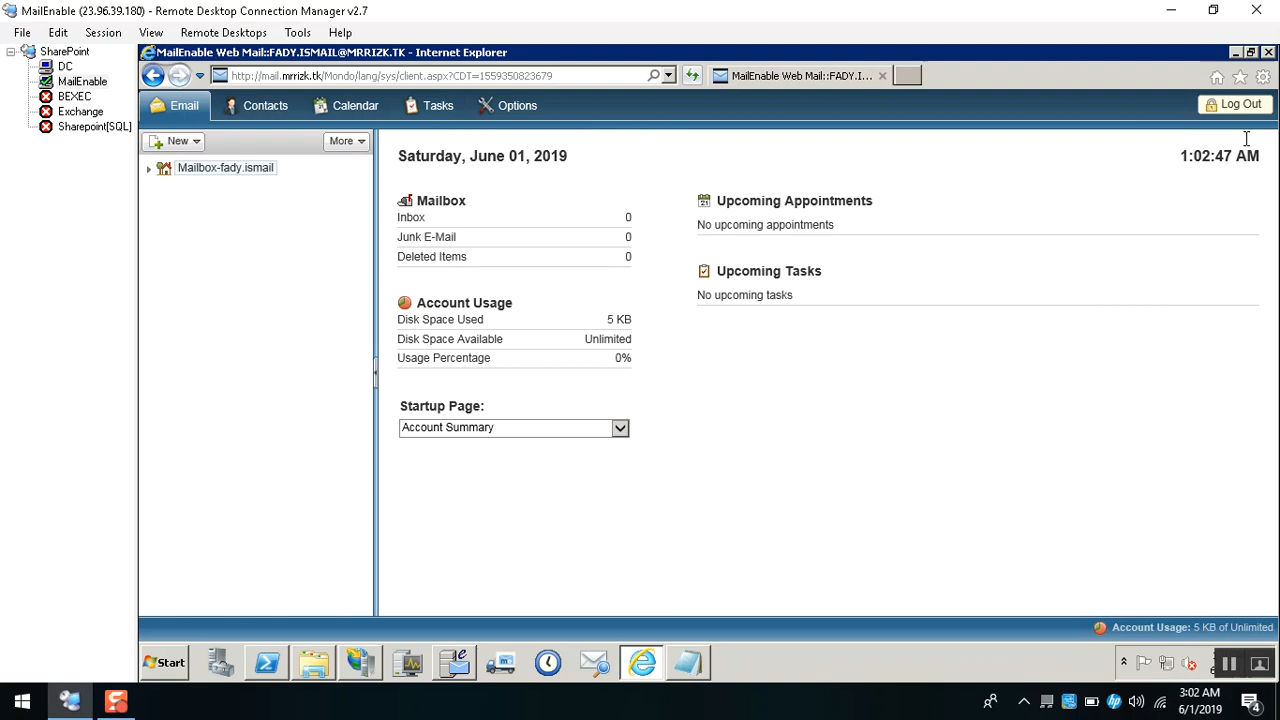 MailEnable (23.96.39.180) - Remote Desktop Connection Manager v2.7
File Edit Session View Remote Desktops Tools Help
SharePoint
DC
MailEnable
BEXEC
Exchange
Sharepoint[SQL]
MailEnable Web Mail::FADY.ISMAIL@MRRIZK.TK - Internet Explorer
http://mail.mrrizk.tk/Mondo/lang/sys/client.aspx?CDT=1559350823679
MailEnable Web Mail::FADY.I...
Email Contacts Calendar Tasks Options Log Out
New More
Mailbox-fady.ismail
Saturday, June 01, 2019 1:02:47 AM
Mailbox
Inbox 0
Junk E-Mail 0
Deleted Items 0
Account Usage
Disk Space Used 5 KB
Disk Space Available Unlimited
Usage Percentage 0%
Startup Page:
Account Summary
21 Upcoming Appointments
No upcoming appointments
Upcoming Tasks
No upcoming tasks
Account Usage: 5 KB of Unlimited
Start
hp
3:02 AM
6/1/2019
4